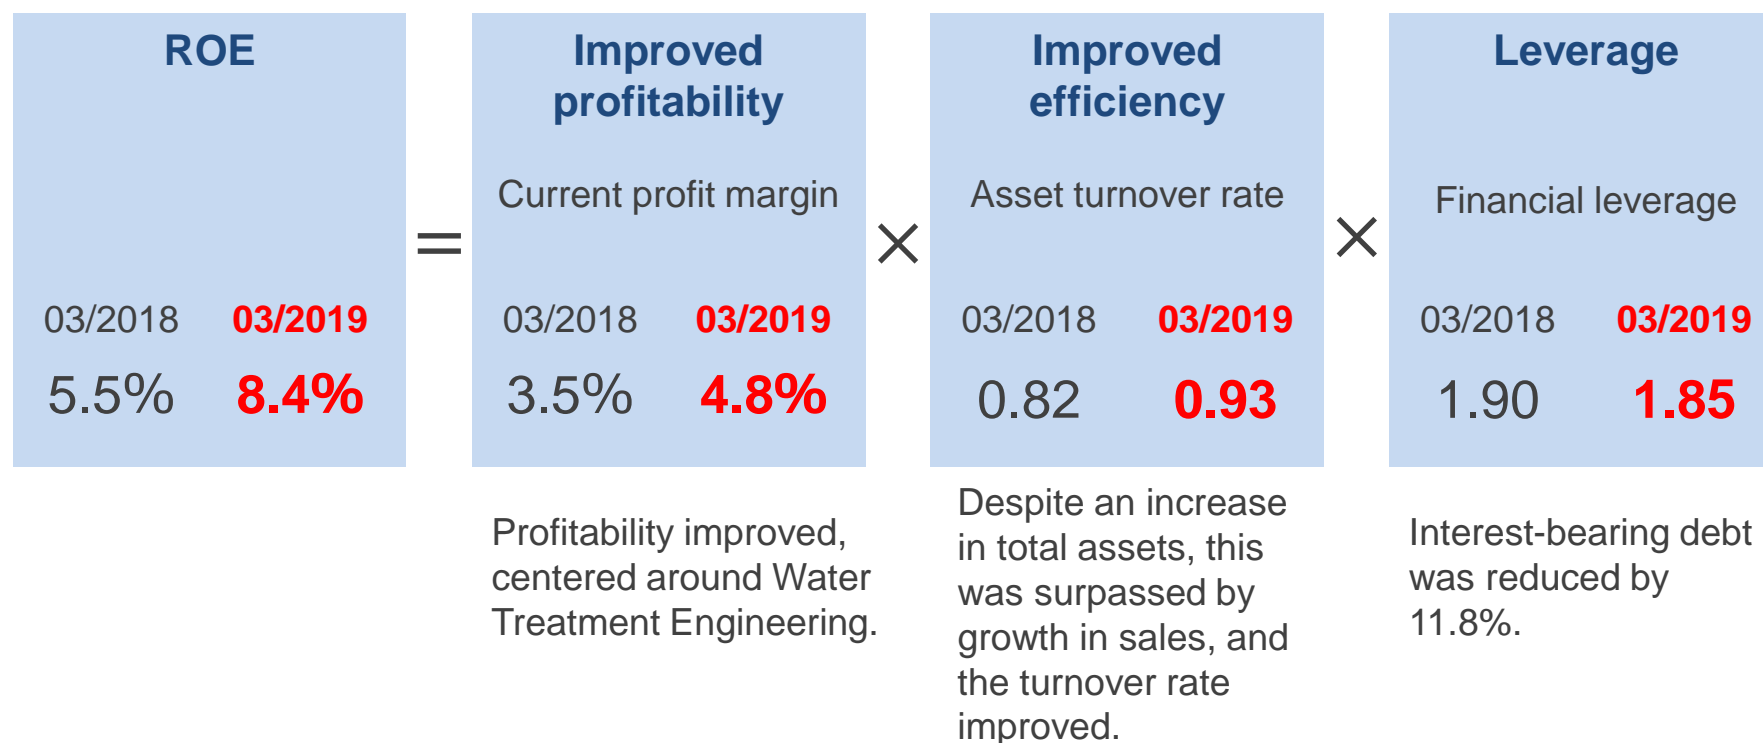 ROE
03/2018 03/2019
5.5% 8.4%
=
Improved
profitability
Current profit margin
03/2018 03/2019
3.5% 4.8%
Profitability improved,
centered around Water
Treatment Engineering.
×
Improved
efficiency
Asset turnover rate
03/2018 03/2019
0.82 0.93
Despite an increase
in total assets, this
was surpassed by
growth in sales, and
the turnover rate
improved.
×
Leverage
Financial leverage
03/2018 03/2019
1.90 1.85
Interest-bearing debt
was reduced by
11.8%.